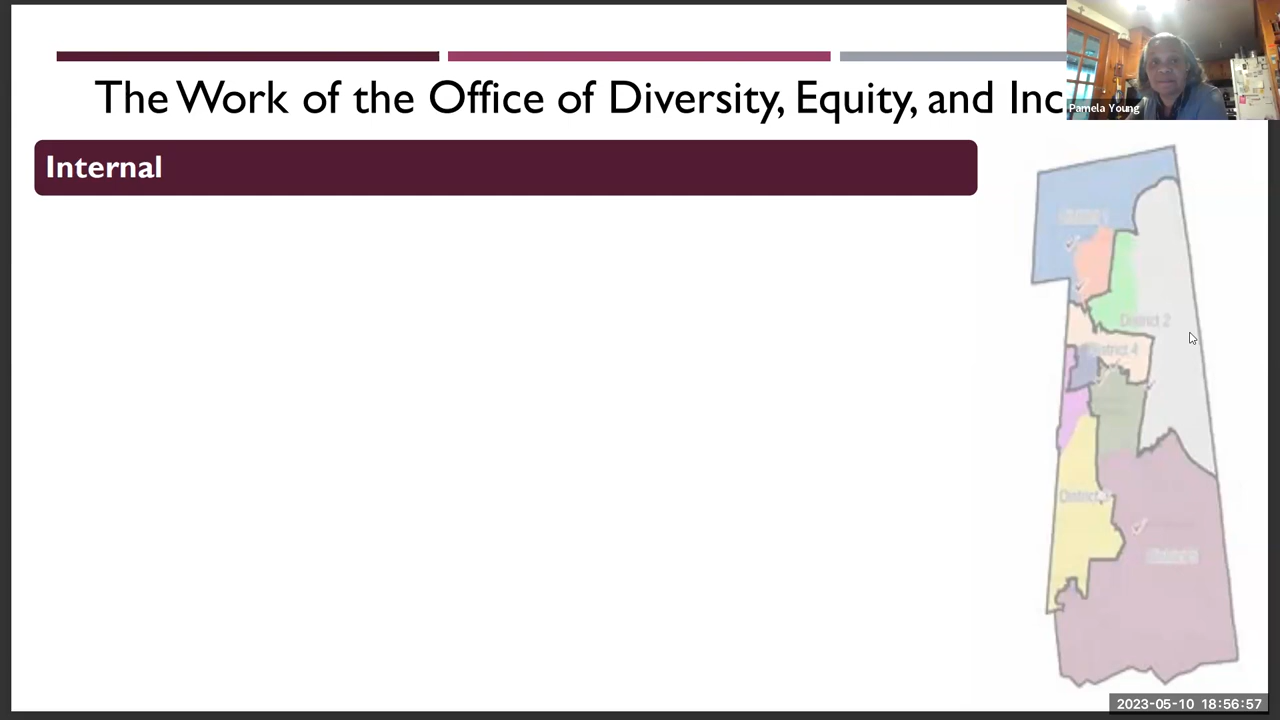 The Work of the Office of Diversity, Equity, and Inc
Pamela Young
Internal
District 2
District 4
2023-05-10 18:56:57